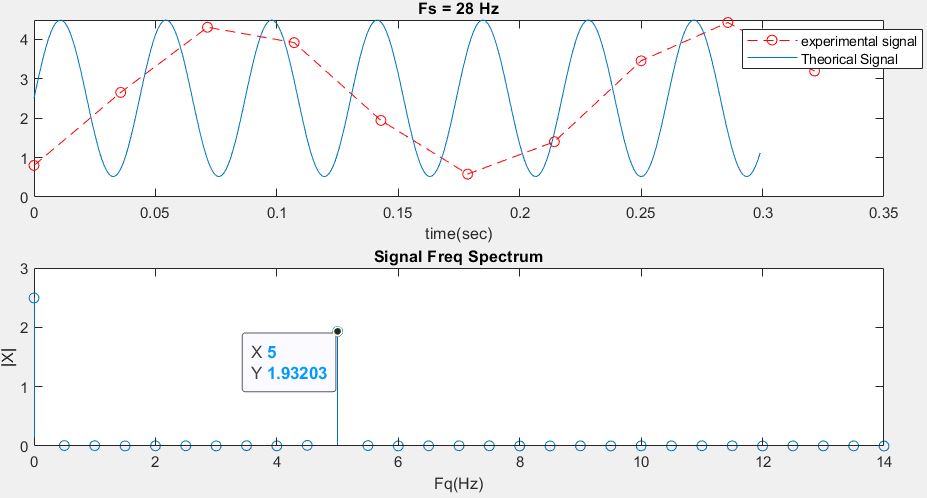 Fs = 28 Hz
4
3
2
1
0
experimental signal
Theorical Signal
0 0.05 0.1 0.15 0.2 0.25 0.3 0.35
time(sec)
Signal Freq Spectrum
3
2
1
0
|X|
X 5
Y 1.93203
0 2 4 6 8 10 12 14
Fq(Hz)